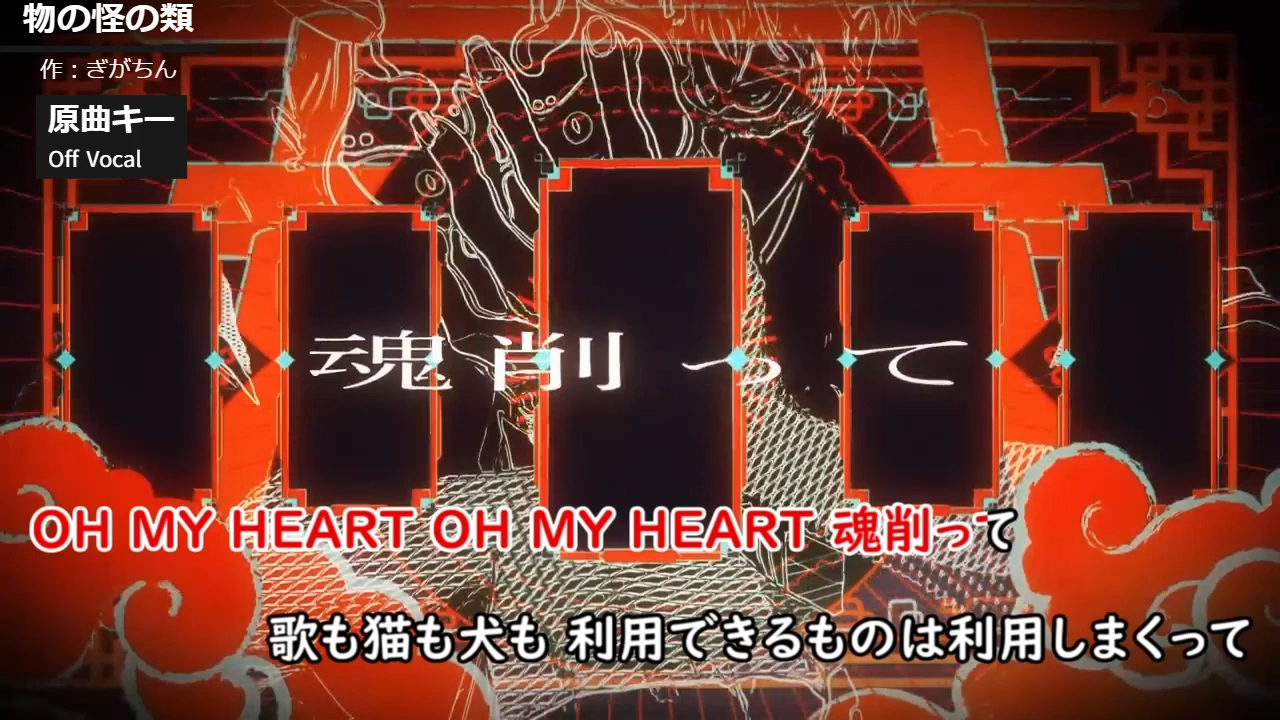 物の怪の類
作：ぎがちん
原曲キー
Off Vocal
魂削って
OH MY HEART OH MY HEART 魂削って
歌も猫も犬も 利用できるものは利用しまくって